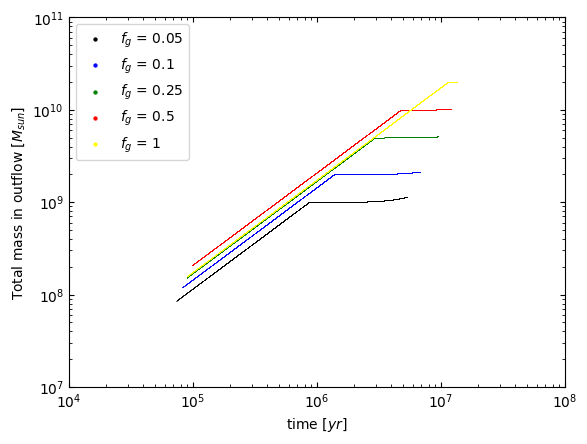 10^11
10^10
10^9
10^8
10^7
Total mass in outflow [M_sun]
f_g = 0.05
f_g = 0.1
f_g = 0.25
f_g = 0.5
f_g = 1
10^4 10^5 10^6 10^7 10^8
time [yr]